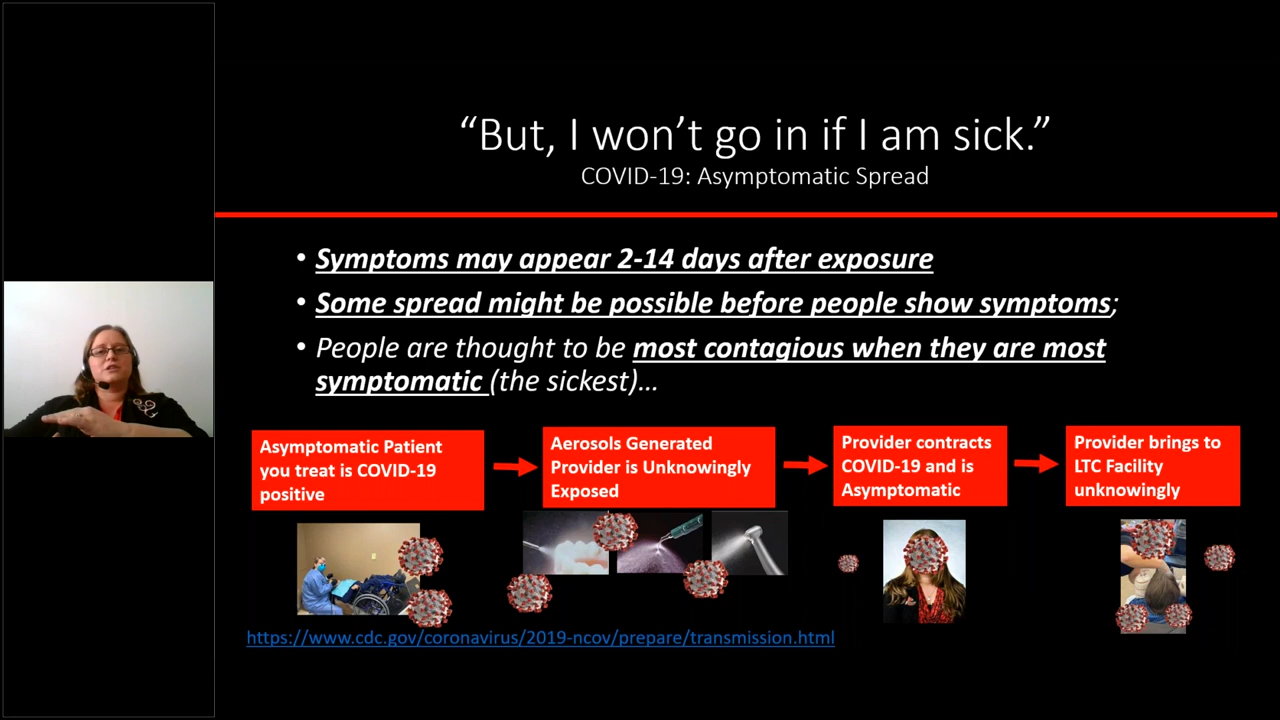 “But, I won’t go in if I am sick.”
COVID-19: Asymptomatic Spread
• Symptoms may appear 2-14 days after exposure
• Some spread might be possible before people show symptoms;
• People are thought to be most contagious when they are most
symptomatic (the sickest)…
Asymptomatic Patient
you treat is COVID-19
positive
Aerosols Generated
Provider is Unknowingly
Exposed
Provider contracts
COVID-19 and is
Asymptomatic
Provider brings to
LTC Facility
unknowingly
https://www.cdc.gov/coronavirus/2019-ncov/prepare/transmission.html